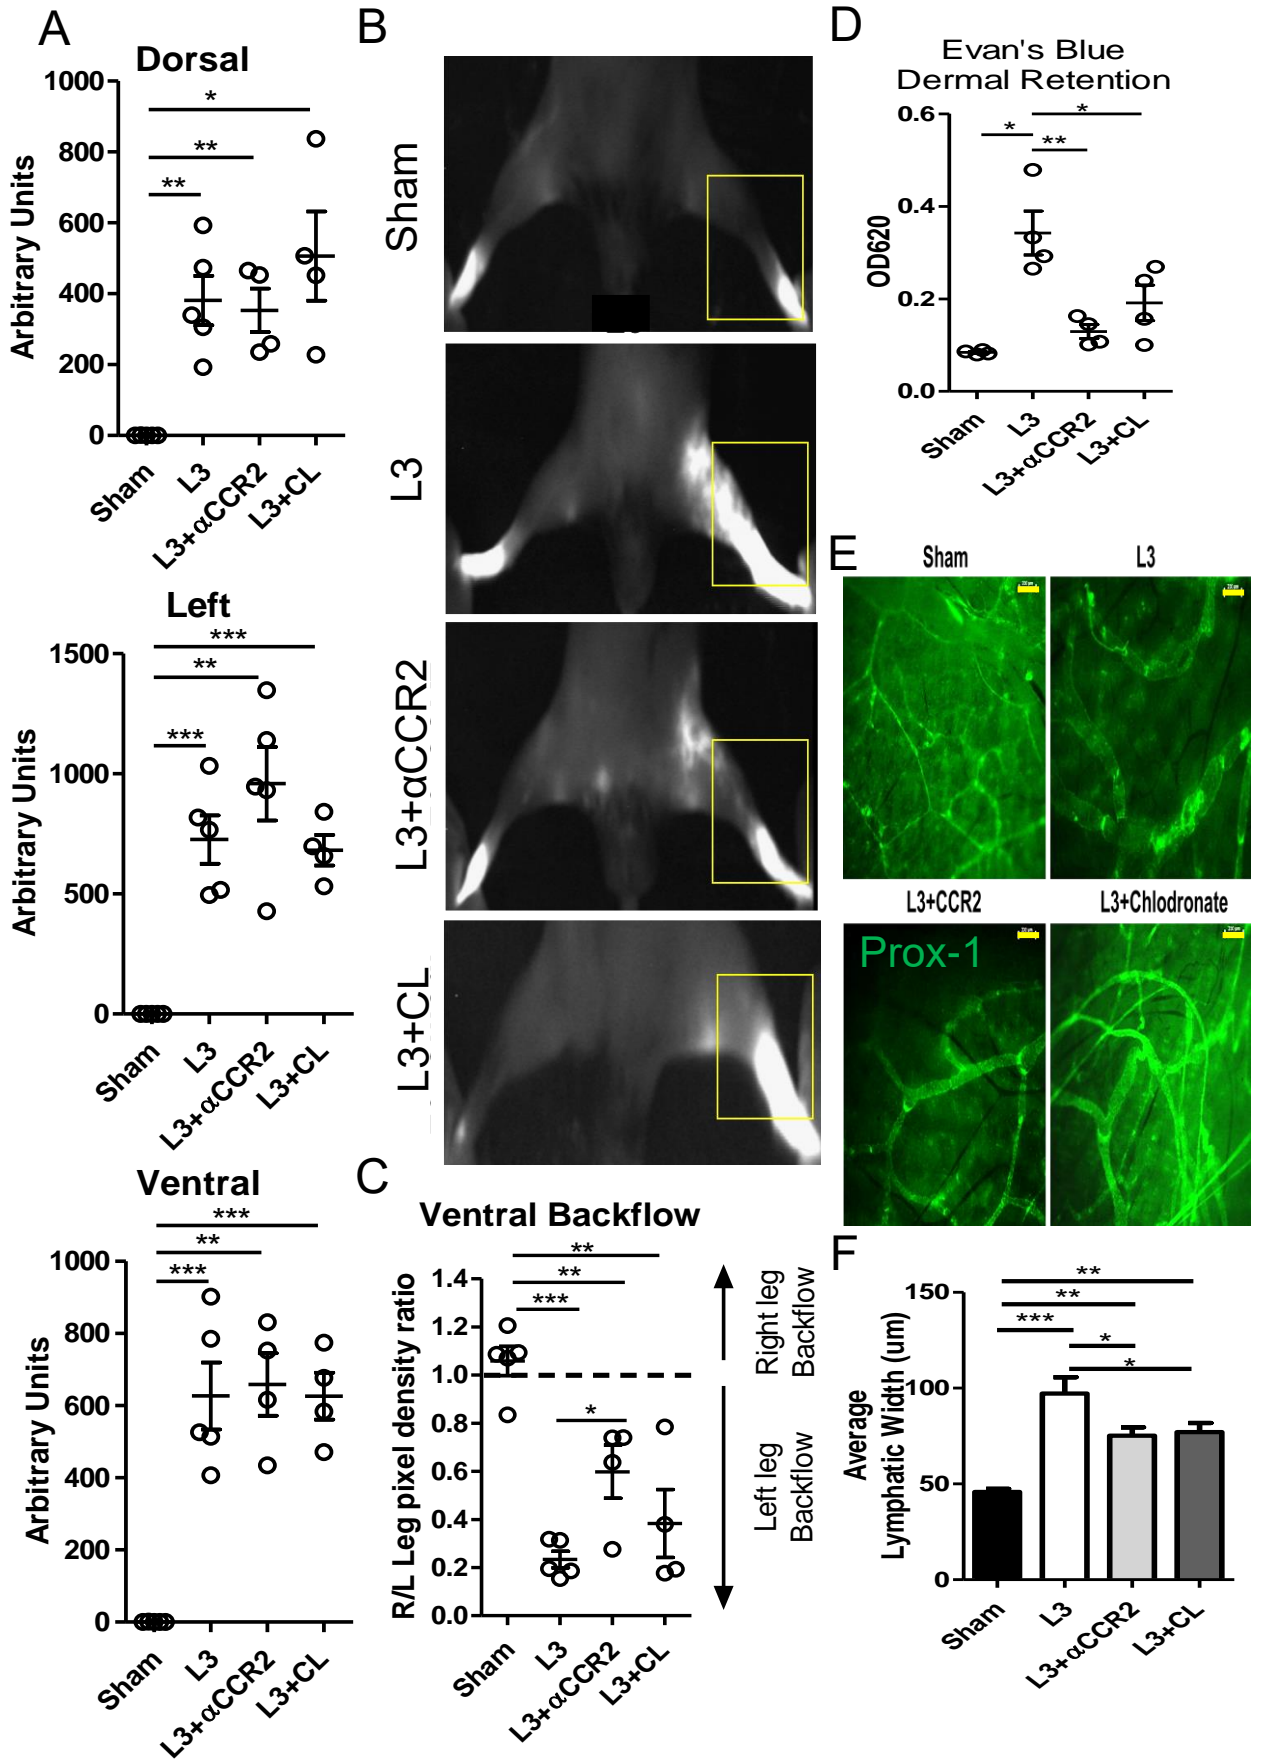 A
Dorsal
1000
800
600
400
200
0
Arbitrary Units
*
**
**
Sham
L3
L3+αCCR2
L3+CL
Left
1500
1000
500
0
Arbitrary Units
***
**
***
Sham
L3
L3+αCCR2
L3+CL
Ventral
1000
800
600
400
200
0
Arbitrary Units
***
**
***
Sham
L3
L3+αCCR2
L3+CL
B
Sham
L3
L3+αCCR2
L3+CL
C
Ventral Backflow
1.4
1.2
1.0
0.8
0.6
0.4
0.2
0.0
R/L Leg pixel density ratio
**
**
***
*
Sham
L3
L3+αCCR2
L3+CL
Right leg
Backflow
Left leg
Backflow
D
Evan's Blue
Dermal Retention
0.6
0.4
0.2
0.0
OD620
*
*
**
Sham
L3
L3+αCCR2
L3+CL
E
Sham
L3
L3+CCR2
L3+Chlodronate
Prox-1
F
150
100
50
0
Average
Lymphatic Width (um)
**
**
***
*
*
Sham
L3
L3+αCCR2
L3+CL